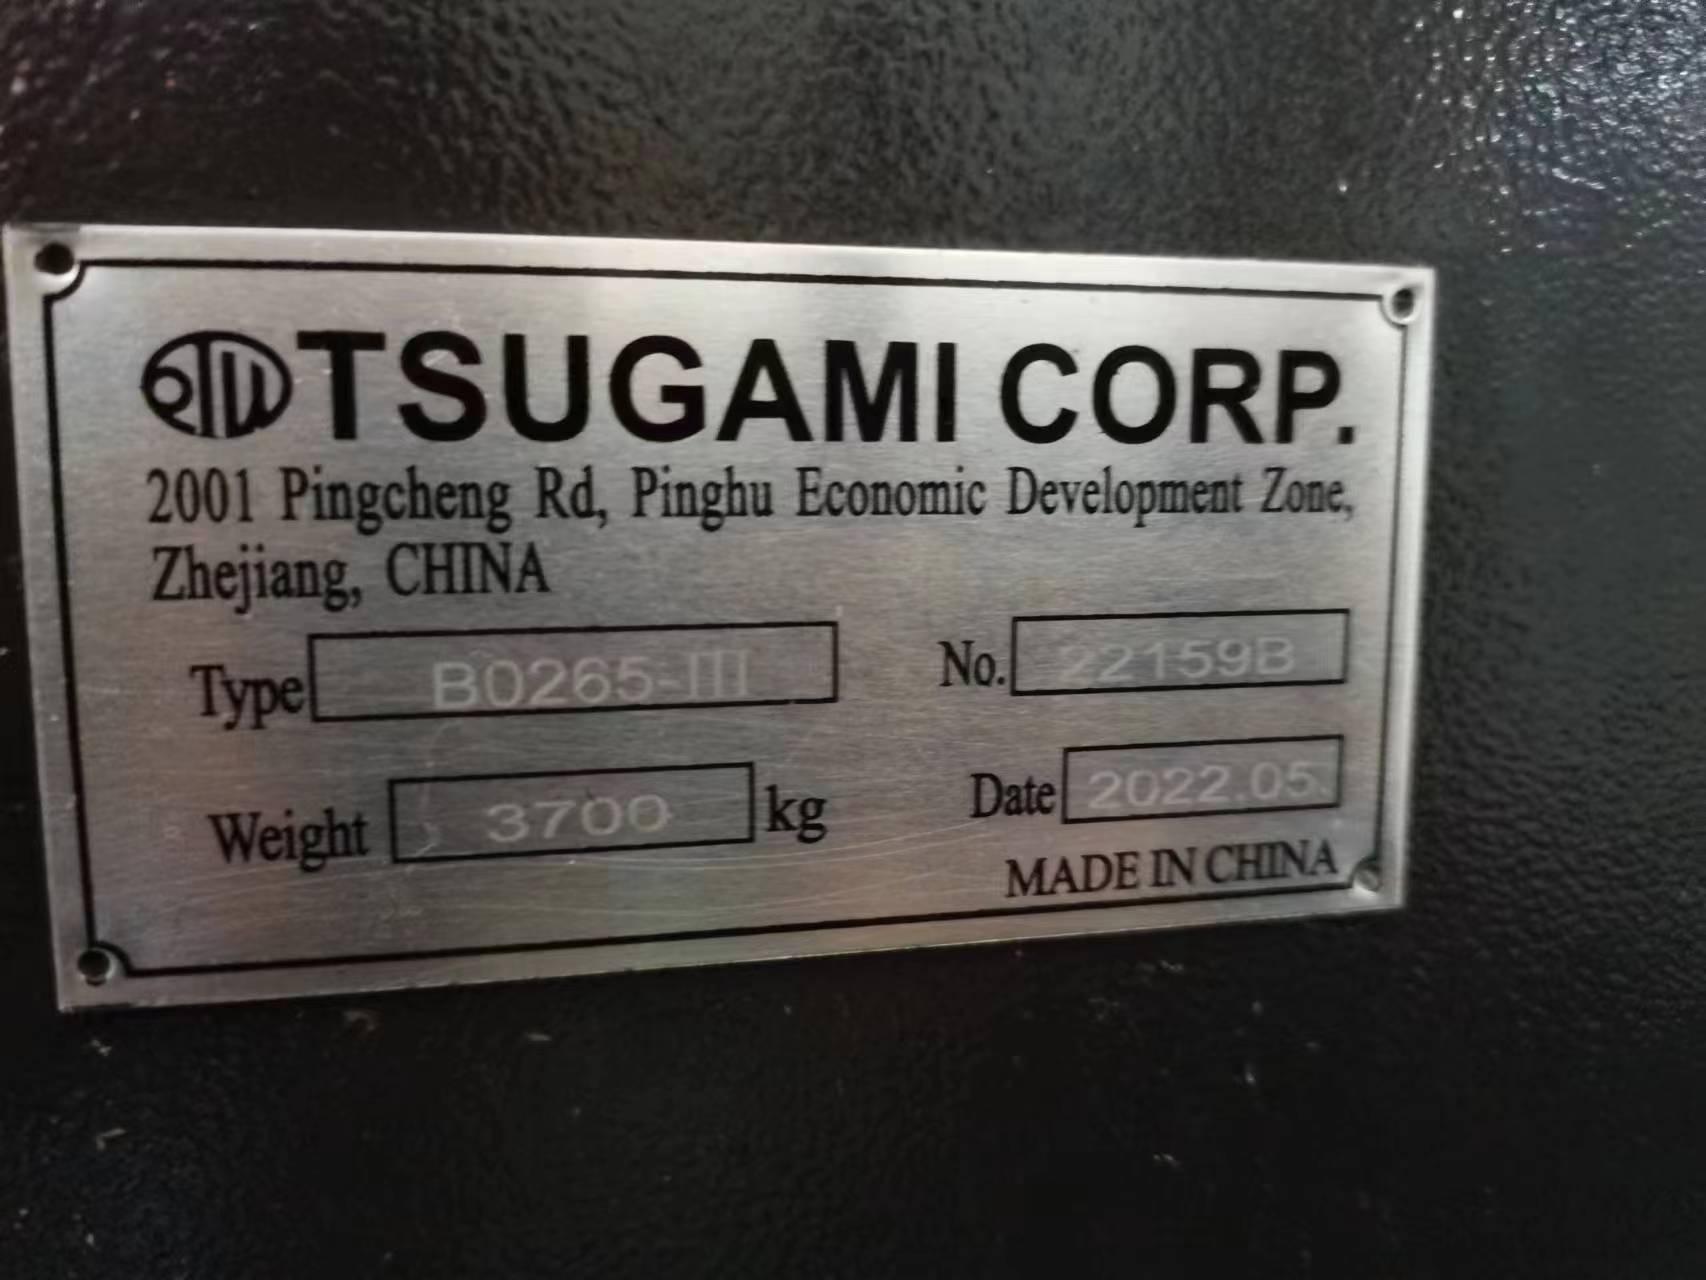 PTW TSUGAMI CORP.
2001 Pingcheng Rd, Pinghu Economic Development Zone,
Zhejiang, CHINA
Type B0265-III No. 22159B
Weight 3700 kg Date 2022.05.
MADE IN CHINA